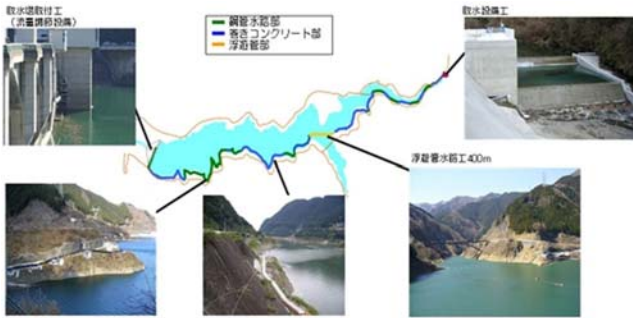 取水塔取付工
(流量調節設備)
鋼管水路部
巻きコンクリート部
浮遊管部
取水設備工
浮遊管水路工400m